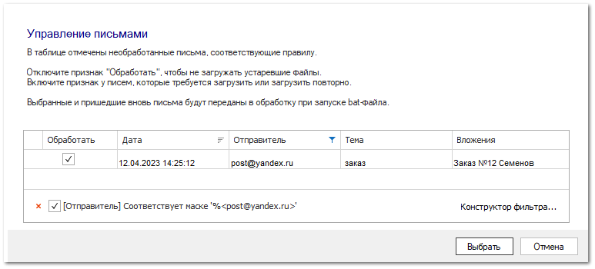 Управление письмами
В таблице отмечены необработанные письма, соответствующие правилу.
Отключите признак "Обработать", чтобы не загружать устаревшие файлы.
Включите признак у писем, которые требуется загрузить или загрузить повторно.
Выбранные и пришедшие вновь письма будут переданы в обработку при запуске bat-файла.
Обработать Дата Отправитель Тема Вложения
12.04.2023 14:25:12 post@yandex.ru заказ Заказ №12 Семенов
[Отправитель] Соответствует маске '%<post@yandex.ru>' Конструктор фильтра...
Выбрать Отмена